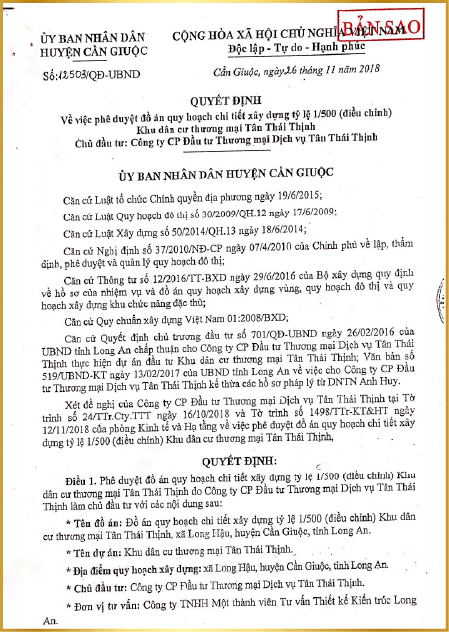 ỦY BAN NHÂN DÂN
HUYỆN CẦN GIUỘC
CỘNG HÒA XÃ HỘI CHỦ NGHĨA VIỆT NAM
BẢN SAO
Độc lập - Tự do - Hạnh phúc
Số:12503/QĐ-UBND
Cần Giuộc, ngày 26 tháng 11 năm 2018
QUYẾT ĐỊNH
Về việc phê duyệt đồ án quy hoạch chi tiết xây dựng tỷ lệ 1/500 (điều chỉnh)
Khu dân cư thương mại Tân Thái Thịnh
Chủ đầu tư: Công ty CP Đầu tư Thương mại Dịch vụ Tân Thái Thịnh
ỦY BAN NHÂN DÂN HUYỆN CẦN GIUỘC
Căn cứ Luật tổ chức Chính quyền địa phương ngày 19/6/2015;
Căn cứ Luật Quy hoạch đô thị số 30/2009/QH.12 ngày 17/6/2009;
Căn cứ Luật Xây dựng số 50/2014/QH.13 ngày 18/6/2014;
Căn cứ Nghị định số 37/2010/NĐ-CP ngày 07/4/2010 của Chính phủ về lập, thẩm
định, phê duyệt và quản lý quy hoạch đô thị;
Căn cứ Thông tư số 12/2016/TT-BXD ngày 29/6/2016 của Bộ xây dựng quy định
về hồ sơ của nhiệm vụ và đồ án quy hoạch xây dựng vùng, quy hoạch đô thị và quy
hoạch xây dựng khu chức năng đặc thù;
Căn cứ Quy chuẩn xây dựng Việt Nam 01:2008/BXD;
Căn cứ Quyết định chủ trương đầu tư số 701/QĐ-UBND ngày 26/02/2016 của
UBND tỉnh Long An chấp thuận cho Công ty CP Đầu tư Thương mại Dịch vụ Tân Thái
Thịnh thực hiện dự án đầu tư Khu dân cư thương mại Tân Thái Thịnh; Văn bản số
519/UBND-KT ngày 13/02/2017 của UBND tỉnh Long An về việc cho Công ty CP Đầu
tư Thương mại Dịch vụ Tân Thái Thịnh kế thừa các hồ sơ pháp lý từ DNTN Anh Huy.
Xét đề nghị của Công ty CP Đầu tư Thương mại Dịch vụ Tân Thái Thịnh tại Tờ
trình số 24/TTr.Cty.TTT ngày 16/10/2018 và Tờ trình số 1498/TTr-KT&HT ngày
12/11/2018 của phòng Kinh tế và Hạ tầng về việc phê duyệt đồ án quy hoạch chi tiết xây
dựng tỷ lệ 1/500 (điều chỉnh) Khu dân cư thương mại Tân Thái Thịnh,
QUYẾT ĐỊNH:
Điều 1. Phê duyệt đồ án quy hoạch chi tiết xây dựng tỷ lệ 1/500 (điều chỉnh) Khu
dân cư thương mại Tân Thái Thịnh do Công ty CP Đầu tư Thương mại Dịch vụ Tân Thái Thịnh
làm chủ đầu tư với các nội dung sau:
* Tên đồ án: Đồ án quy hoạch chi tiết xây dựng tỷ lệ 1/500 (điều chỉnh) Khu dân
cư thương mại Tân Thái Thịnh, xã Long Hậu, huyện Cần Giuộc, tỉnh Long An.
* Tên dự án: Khu dân cư thương mại Tân Thái Thịnh.
* Địa điểm quy hoạch xây dựng: xã Long Hậu, huyện Cần Giuộc, tỉnh Long An.
* Chủ đầu tư: Công ty CP Đầu tư Thương mại Dịch vụ Tân Thái Thịnh.
* Đơn vị tư vấn: Công ty TNHH Một thành viên Tư vấn Thiết kế Kiến trúc Long
An.